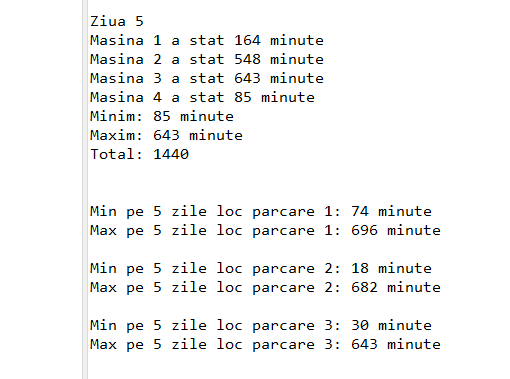 Ziua 5
Masina 1 a stat 164 minute
Masina 2 a stat 548 minute
Masina 3 a stat 643 minute
Masina 4 a stat 85 minute
Minim: 85 minute
Maxim: 643 minute
Total: 1440
Min pe 5 zile loc parcare 1: 74 minute
Max pe 5 zile loc parcare 1: 696 minute
Min pe 5 zile loc parcare 2: 18 minute
Max pe 5 zile loc parcare 2: 682 minute
Min pe 5 zile loc parcare 3: 30 minute
Max pe 5 zile loc parcare 3: 643 minute